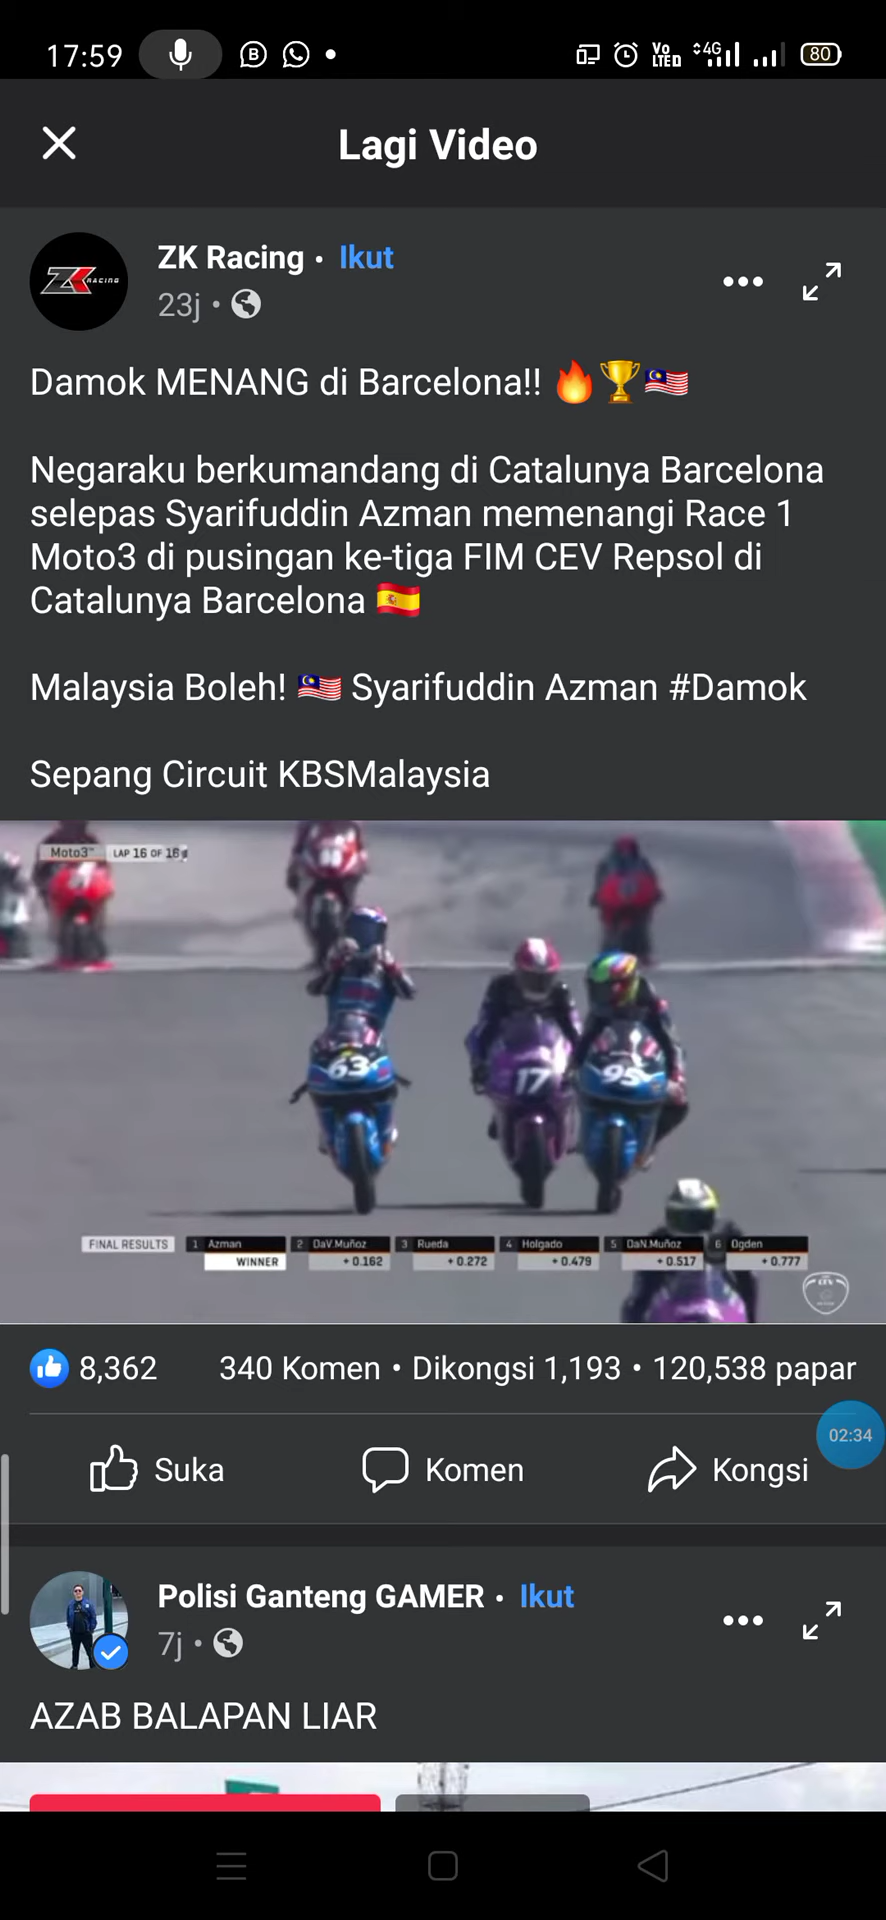 17:59
4G
80
Lagi Video
ZK Racing • Ikut
23j
Damok MENANG di Barcelona!! 🔥🏆🇲🇾
Negaraku berkumandang di Catalunya Barcelona
selepas Syarifuddin Azman memenangi Race 1
Moto3 di pusingan ke-tiga FIM CEV Repsol di
Catalunya Barcelona 🇪🇸
Malaysia Boleh! 🇲🇾 Syarifuddin Azman #Damok
Sepang Circuit KBSMalaysia
Moto3™ LAP 16 OF 16
63 17 95
FINAL RESULTS 1 Azman 2 DaV.Muñoz 3 Rueda 4 Holgado 5 DaN.Muñoz 6 Ogden
WINNER +0.162 +0.272 +0.479 +0.517 +0.777
8,362 340 Komen • Dikongsi 1,193 • 120,538 papar
02:34
Suka Komen Kongsi
Polisi Ganteng GAMER • Ikut
7j
AZAB BALAPAN LIAR